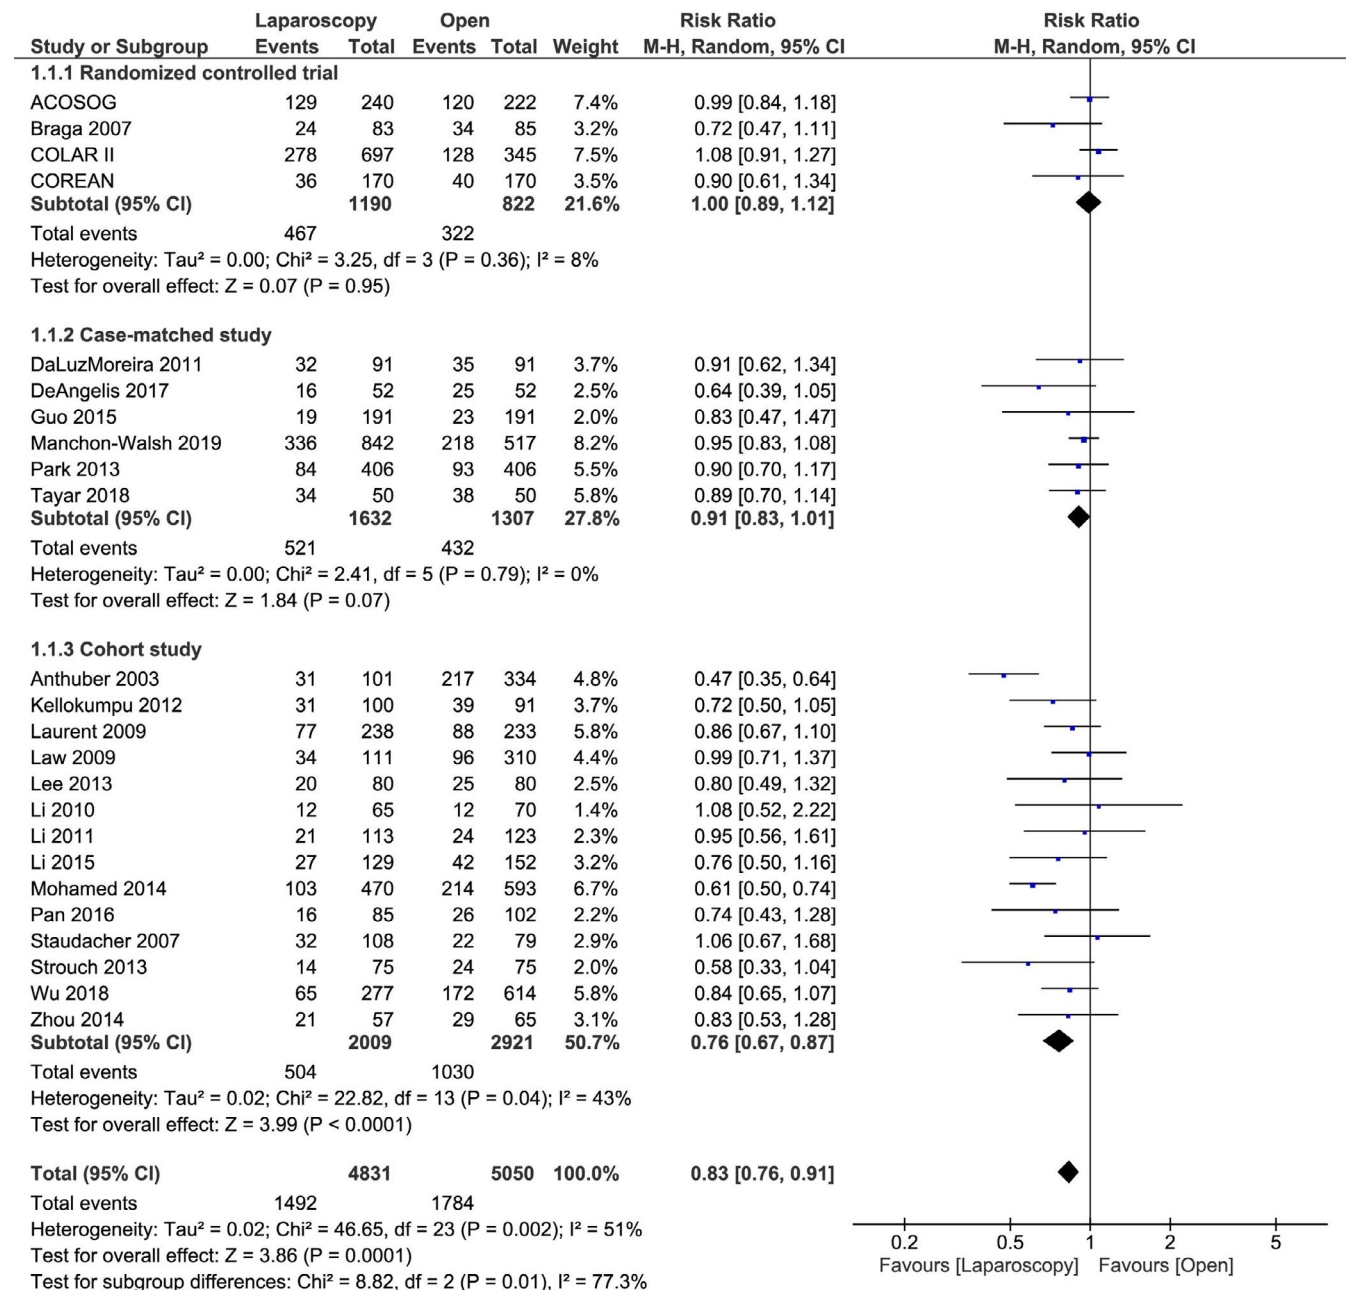 Laparoscopy Open Risk Ratio Risk Ratio
Study or Subgroup Events Total Events Total Weight M-H, Random, 95% CI M-H, Random, 95% CI
1.1.1 Randomized controlled trial
ACOSOG 129 240 120 222 7.4% 0.99 [0.84, 1.18]
Braga 2007 24 83 34 85 3.2% 0.72 [0.47, 1.11]
COLAR II 278 697 128 345 7.5% 1.08 [0.91, 1.27]
COREAN 36 170 40 170 3.5% 0.90 [0.61, 1.34]
Subtotal (95% CI) 1190 822 21.6% 1.00 [0.89, 1.12]
Total events 467 322
Heterogeneity: Tau² = 0.00; Chi² = 3.25, df = 3 (P = 0.36); I² = 8%
Test for overall effect: Z = 0.07 (P = 0.95)
1.1.2 Case-matched study
DaLuzMoreira 2011 32 91 35 91 3.7% 0.91 [0.62, 1.34]
DeAngelis 2017 16 52 25 52 2.5% 0.64 [0.39, 1.05]
Guo 2015 19 191 23 191 2.0% 0.83 [0.47, 1.47]
Manchon-Walsh 2019 336 842 218 517 8.2% 0.95 [0.83, 1.08]
Park 2013 84 406 93 406 5.5% 0.90 [0.70, 1.17]
Tayar 2018 34 50 38 50 5.8% 0.89 [0.70, 1.14]
Subtotal (95% CI) 1632 1307 27.8% 0.91 [0.83, 1.01]
Total events 521 432
Heterogeneity: Tau² = 0.00; Chi² = 2.41, df = 5 (P = 0.79); I² = 0%
Test for overall effect: Z = 1.84 (P = 0.07)
1.1.3 Cohort study
Anthuber 2003 31 101 217 334 4.8% 0.47 [0.35, 0.64]
Kellokumpu 2012 31 100 39 91 3.7% 0.72 [0.50, 1.05]
Laurent 2009 77 238 88 233 5.8% 0.86 [0.67, 1.10]
Law 2009 34 111 96 310 4.4% 0.99 [0.71, 1.37]
Lee 2013 20 80 25 80 2.5% 0.80 [0.49, 1.32]
Li 2010 12 65 12 70 1.4% 1.08 [0.52, 2.22]
Li 2011 21 113 24 123 2.3% 0.95 [0.56, 1.61]
Li 2015 27 129 42 152 3.2% 0.76 [0.50, 1.16]
Mohamed 2014 103 470 214 593 6.7% 0.61 [0.50, 0.74]
Pan 2016 16 85 26 102 2.2% 0.74 [0.43, 1.28]
Staudacher 2007 32 108 22 79 2.9% 1.06 [0.67, 1.68]
Strouch 2013 14 75 24 75 2.0% 0.58 [0.33, 1.04]
Wu 2018 65 277 172 614 5.8% 0.84 [0.65, 1.07]
Zhou 2014 21 57 29 65 3.1% 0.83 [0.53, 1.28]
Subtotal (95% CI) 2009 2921 50.7% 0.76 [0.67, 0.87]
Total events 504 1030
Heterogeneity: Tau² = 0.02; Chi² = 22.82, df = 13 (P = 0.04); I² = 43%
Test for overall effect: Z = 3.99 (P < 0.0001)
Total (95% CI) 4831 5050 100.0% 0.83 [0.76, 0.91]
Total events 1492 1784
Heterogeneity: Tau² = 0.02; Chi² = 46.65, df = 23 (P = 0.002); I² = 51%
Test for overall effect: Z = 3.86 (P = 0.0001)
Test for subgroup differences: Chi² = 8.82, df = 2 (P = 0.01), I² = 77.3%
0.2 0.5 1 2 5
Favours [Laparoscopy] Favours [Open]